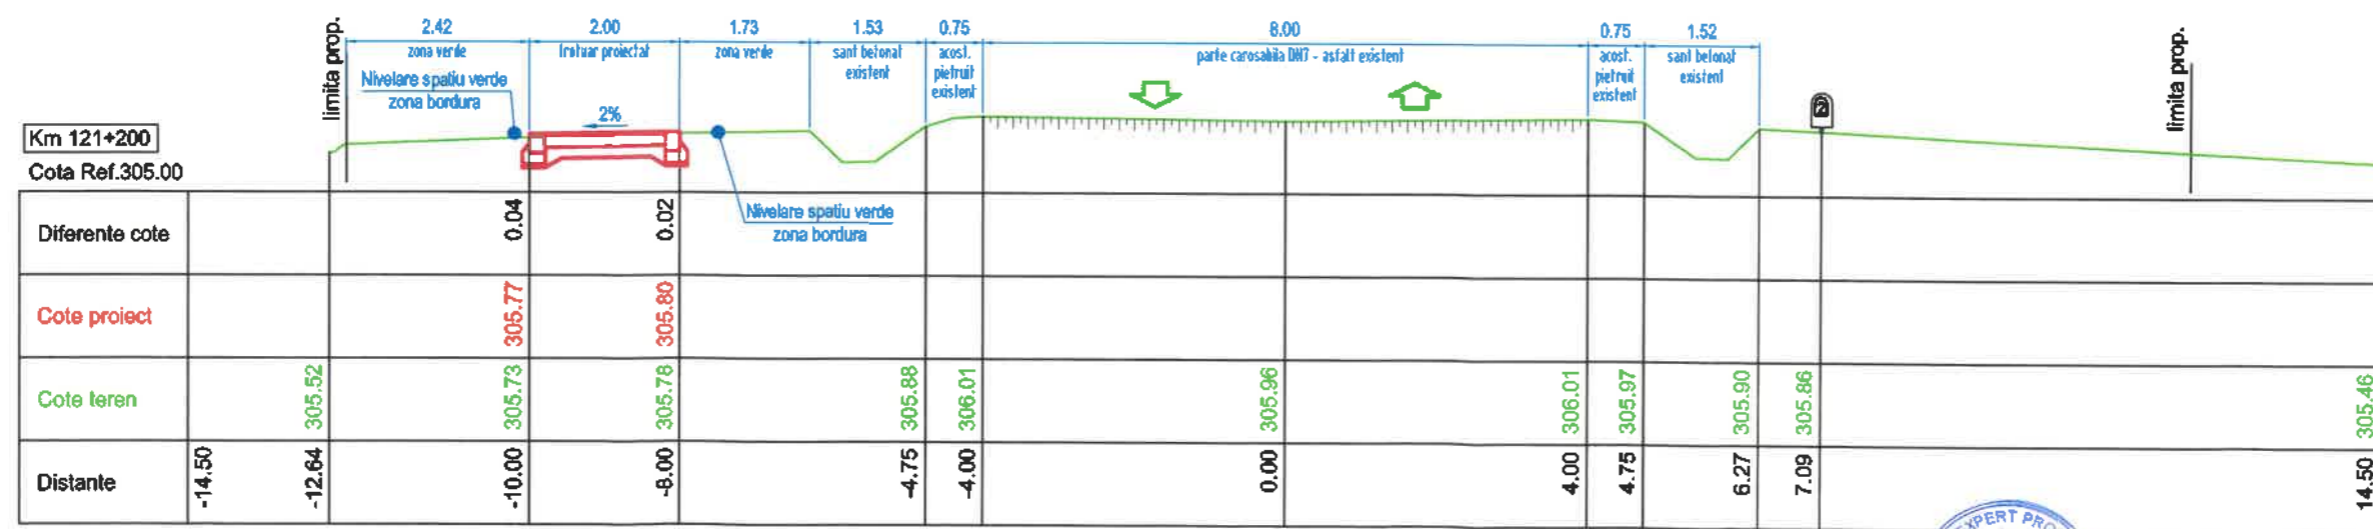 2.42 2.00 1.73 1.53 0.75 8.00 0.75 1.52
zona verde trotuar proiectat zona verde sant betonat existent acost. pietruit existent parte carosabila DN7 - asfalt existent acost. pietruit existent sant betonat existent
limita prop.
limita prop.
Nivelare spatiu verde
zona bordura
2%
Km 121+200
Cota Ref.305.00
Nivelare spatiu verde
zona bordura
Diferente cote 0.04 0.02
Cote proiect 305.77 305.80
Cote teren 305.52 305.73 305.78 305.88 306.01 305.96 306.01 305.97 305.90 305.86 305.46
Distante -14.50 -12.64 -10.00 -8.00 -4.75 -4.00 0.00 4.00 4.75 6.27 7.09 14.50
EXPERT PRO